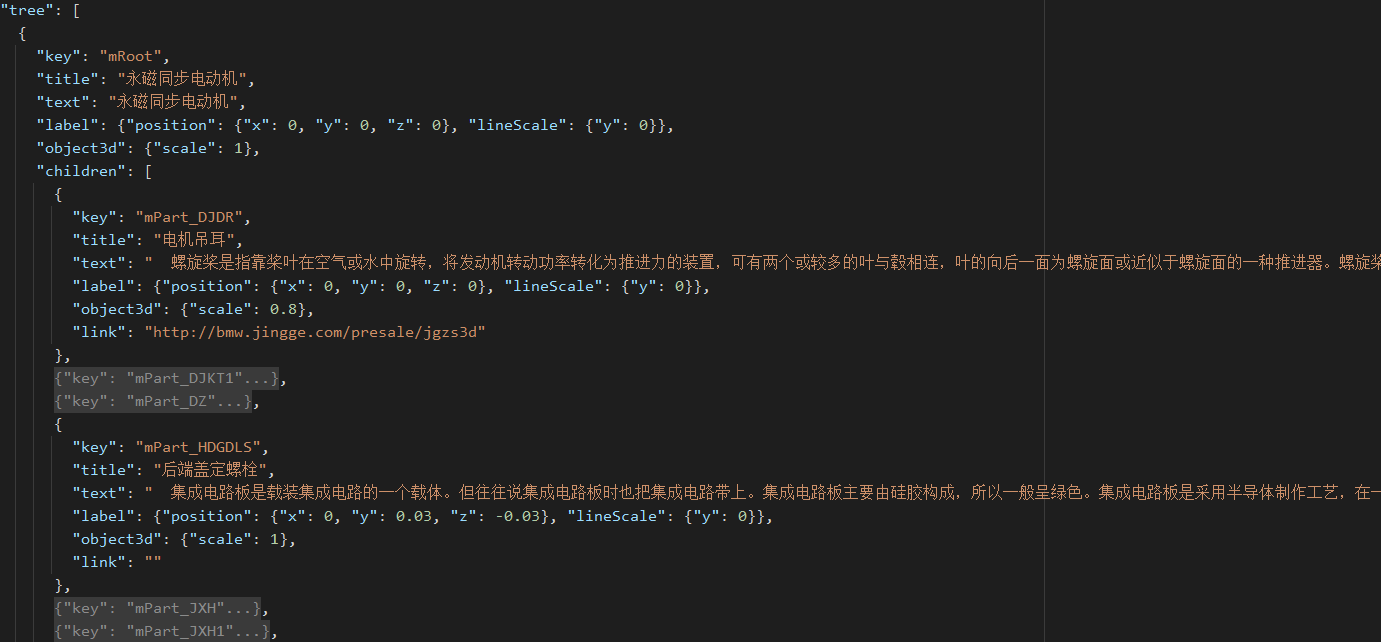 "tree": [
{
"key": "mRoot",
"title": "永磁同步电动机",
"text": "永磁同步电动机",
"label": {"position": {"x": 0, "y": 0, "z": 0}, "lineScale": {"y": 0}},
"object3d": {"scale": 1},
"children": [
{
"key": "mPart_DJDR",
"title": "电机吊耳",
"text": "  螺旋桨是指靠桨叶在空气或水中旋转，将发动机转动功率转化为推进力的装置，可有两个或较多的叶与毂相连，叶的向后一面为螺旋面或近似于螺旋面的一种推进器。螺旋桨
"label": {"position": {"x": 0, "y": 0, "z": 0}, "lineScale": {"y": 0}},
"object3d": {"scale": 0.8},
"link": "http://bmw.jingge.com/presale/jgzs3d"
},
{"key": "mPart_DJKT1"...},
{"key": "mPart_DZ"...},
{
"key": "mPart_HDGDLS",
"title": "后端盖定螺栓",
"text": "  集成电路板是载装集成电路的一个载体。但往往说集成电路板时也把集成电路带上。集成电路板主要由硅胶构成，所以一般呈绿色。集成电路板是采用半导体制作工艺，在一
"label": {"position": {"x": 0, "y": 0.03, "z": -0.03}, "lineScale": {"y": 0}},
"object3d": {"scale": 1},
"link": ""
},
{"key": "mPart_JXH"...},
{"key": "mPart_JXH1"...},